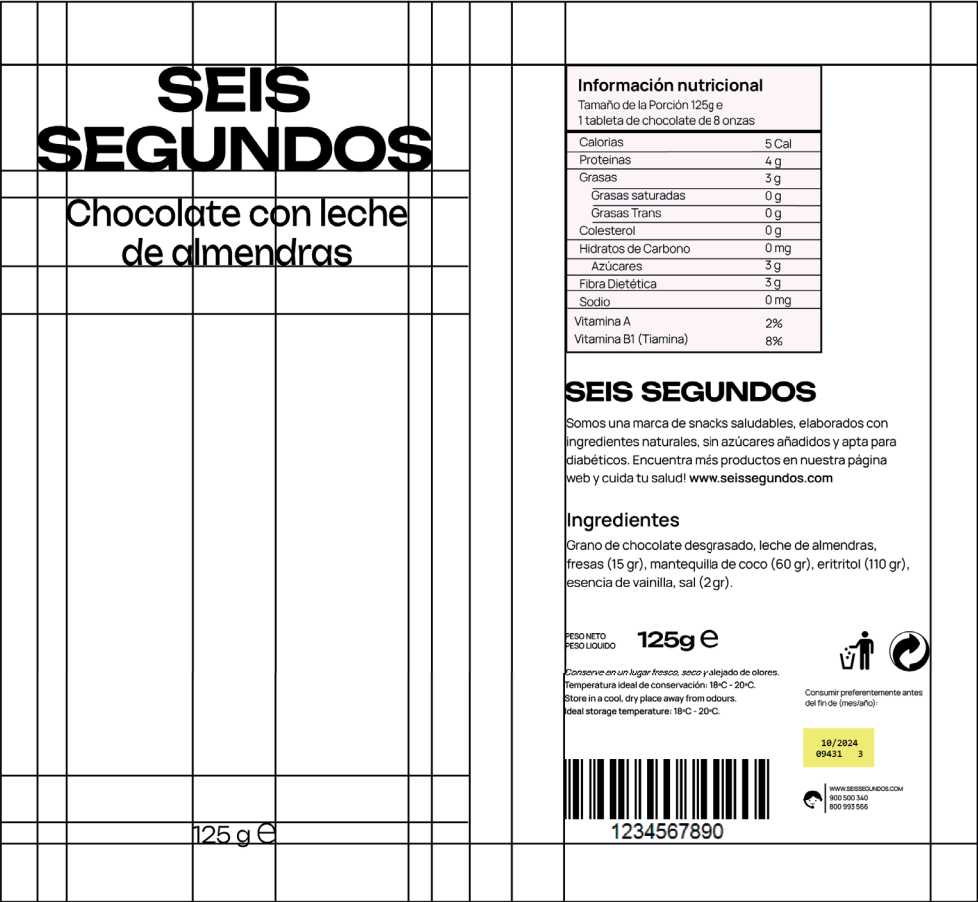 SEIS
SEGUNDOS
Chocolate con leche
de almendras
125 g ℮
Información nutricional
Tamaño de la Porción 125g e
1 tableta de chocolate de 8 onzas
Calorias 5 Cal
Proteinas 4 g
Grasas 3 g
Grasas saturadas 0 g
Grasas Trans 0 g
Colesterol 0 g
Hidratos de Carbono 0 mg
Azúcares 3 g
Fibra Dietética 3 g
Sodio 0 mg
Vitamina A 2%
Vitamina B1 (Tiamina) 8%
SEIS SEGUNDOS
Somos una marca de snacks saludables, elaborados con
ingredientes naturales, sin azúcares añadidos y apta para
diabéticos. Encuentra más productos en nuestra página
web y cuida tu salud! www.seissegundos.com
Ingredientes
Grano de chocolate desgrasado, leche de almendras,
fresas (15 gr), mantequilla de coco (60 gr), eritritol (110 gr),
esencia de vainilla, sal (2 gr).
PESO NETO
PESO LIQUIDO
125g ℮
Conserve en un lugar fresco, seco y alejado de olores.
Temperatura ideal de conservación: 18ºC - 20ºC.
Store in a cool, dry place away from odours.
Ideal storage temperature: 18ºC - 20ºC.
Consumir preferentemente antes
del fin de (mes/año):
10/2024
09431 3
WWW.SEISSEGUNDOS.COM
900 500 340
800 993 566
1234567890